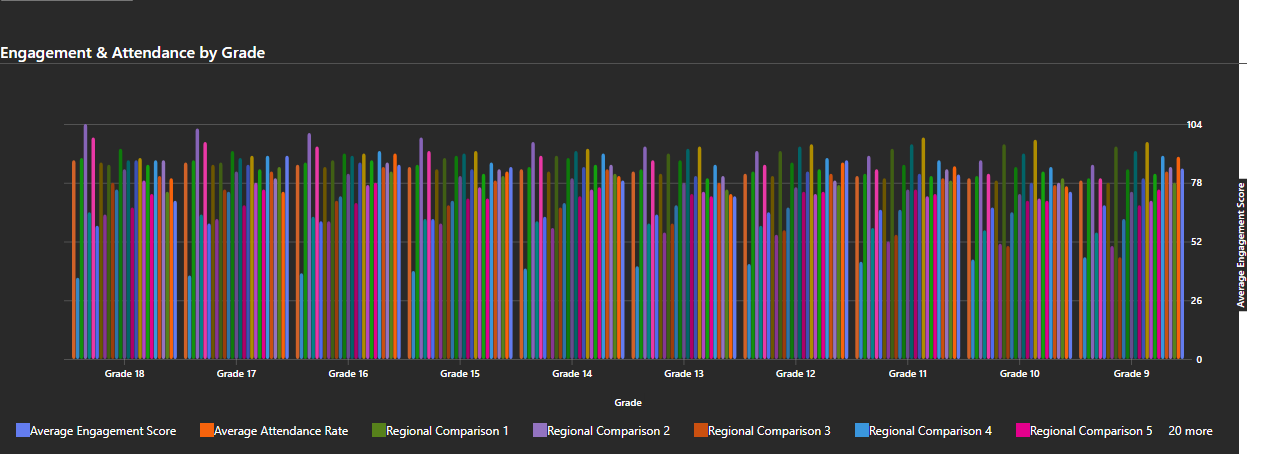 Engagement & Attendance by Grade
104
78
52
26
0
Average Engagement Score
Grade 18 Grade 17 Grade 16 Grade 15 Grade 14 Grade 13 Grade 12 Grade 11 Grade 10 Grade 9
Grade
Average Engagement Score Average Attendance Rate Regional Comparison 1 Regional Comparison 2 Regional Comparison 3 Regional Comparison 4 Regional Comparison 5 20 more